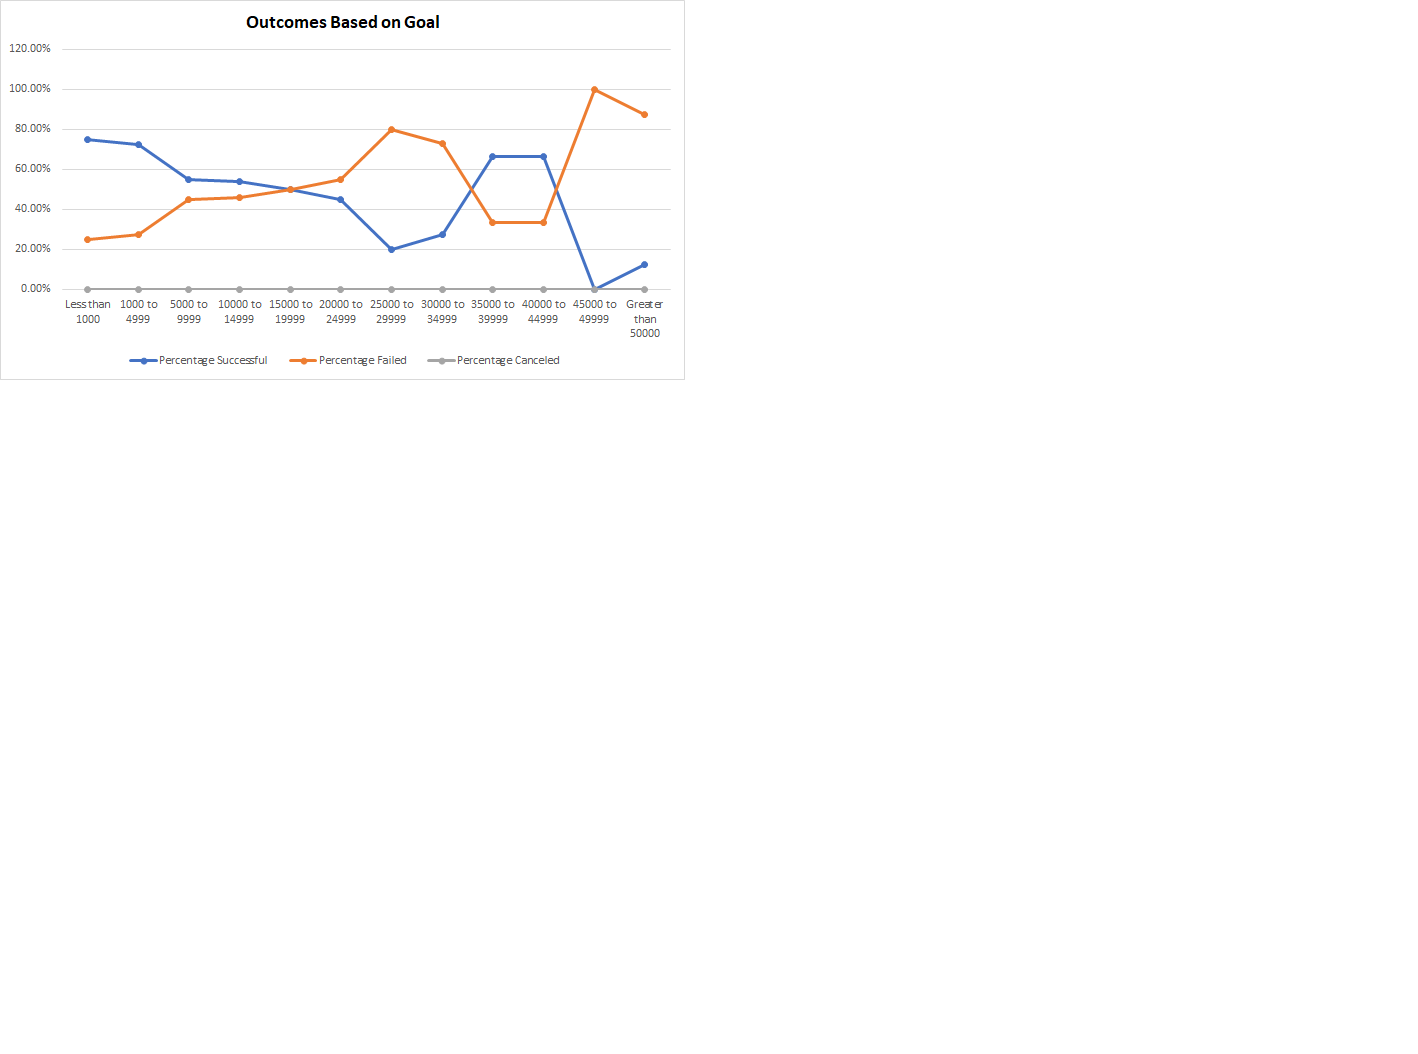 Outcomes Based on Goal
120.00%
100.00%
80.00%
60.00%
40.00%
20.00%
0.00%
Less than 1000
1000 to 4999
5000 to 9999
10000 to 14999
15000 to 19999
20000 to 24999
25000 to 29999
30000 to 34999
35000 to 39999
40000 to 44999
45000 to 49999
Greater than 50000
Percentage Successful
Percentage Failed
Percentage Canceled